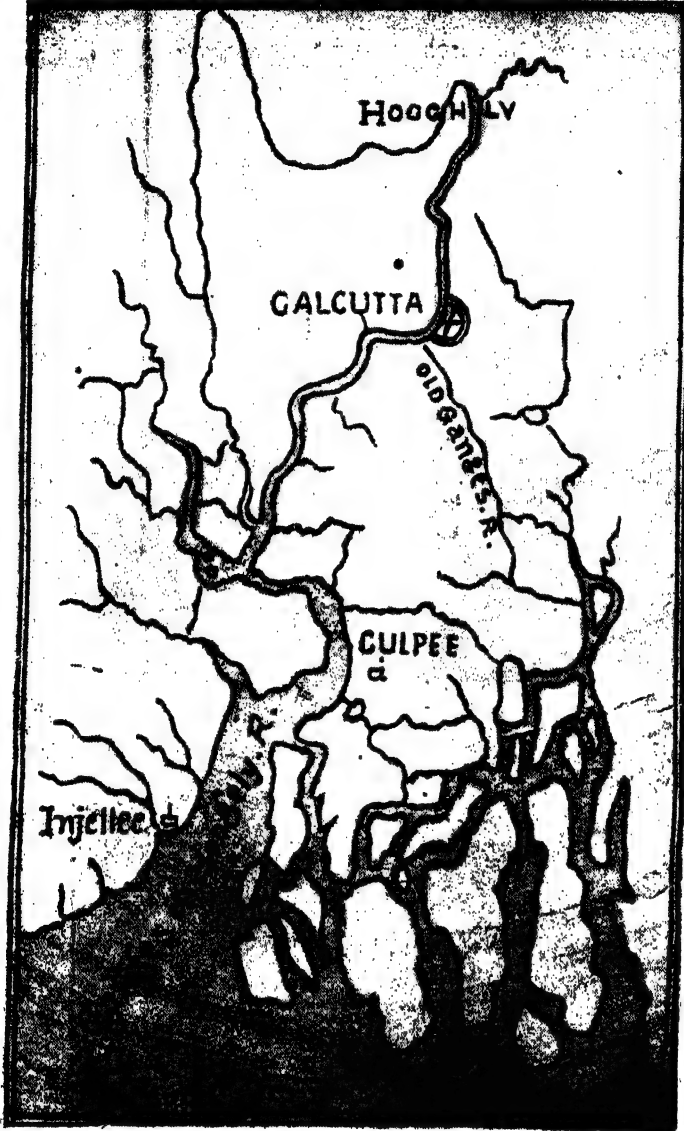 HOOGHLY
CALCUTTA
OLD Ganges. R.
CULPEE
R.
Injellee